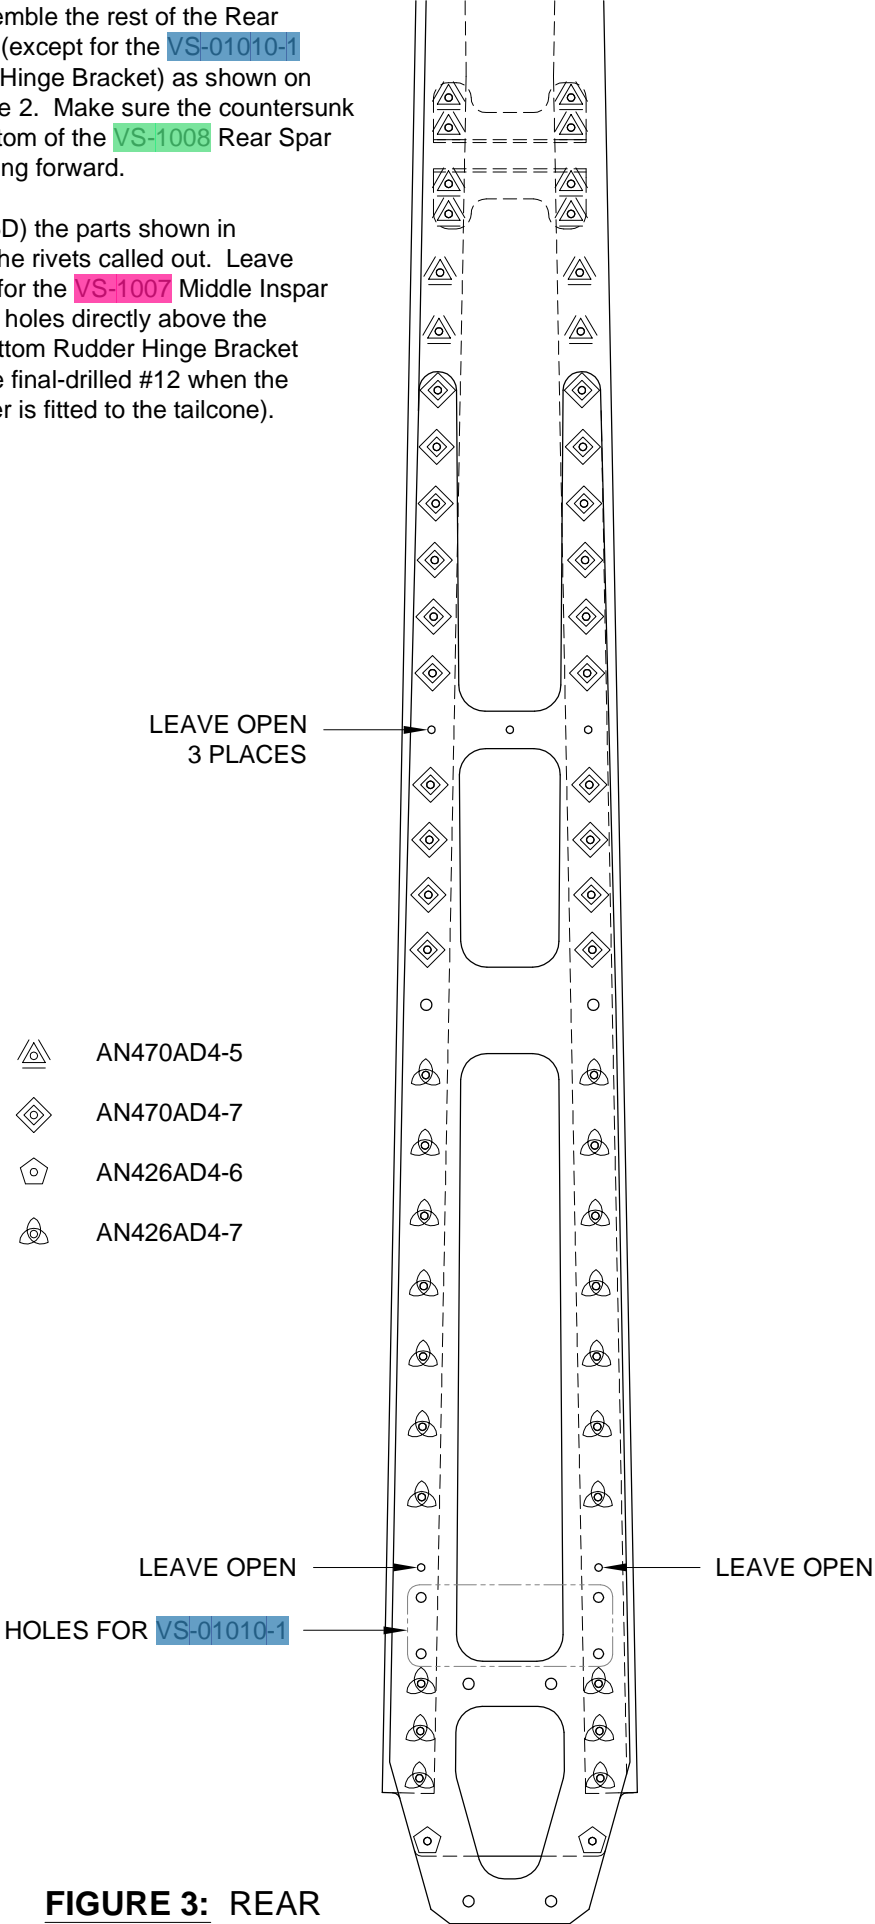 emble the rest of the Rear
(except for the VS-01010-1
Hinge Bracket) as shown on
e 2. Make sure the countersunk
tom of the VS-1008 Rear Spar
ng forward.
D) the parts shown in
he rivets called out. Leave
for the VS-1007 Middle Inspar
holes directly above the
ttom Rudder Hinge Bracket
e final-drilled #12 when the
er is fitted to the tailcone).
LEAVE OPEN
3 PLACES
AN470AD4-5
AN470AD4-7
AN426AD4-6
AN426AD4-7
LEAVE OPEN
LEAVE OPEN
HOLES FOR VS-01010-1
FIGURE 3: REAR